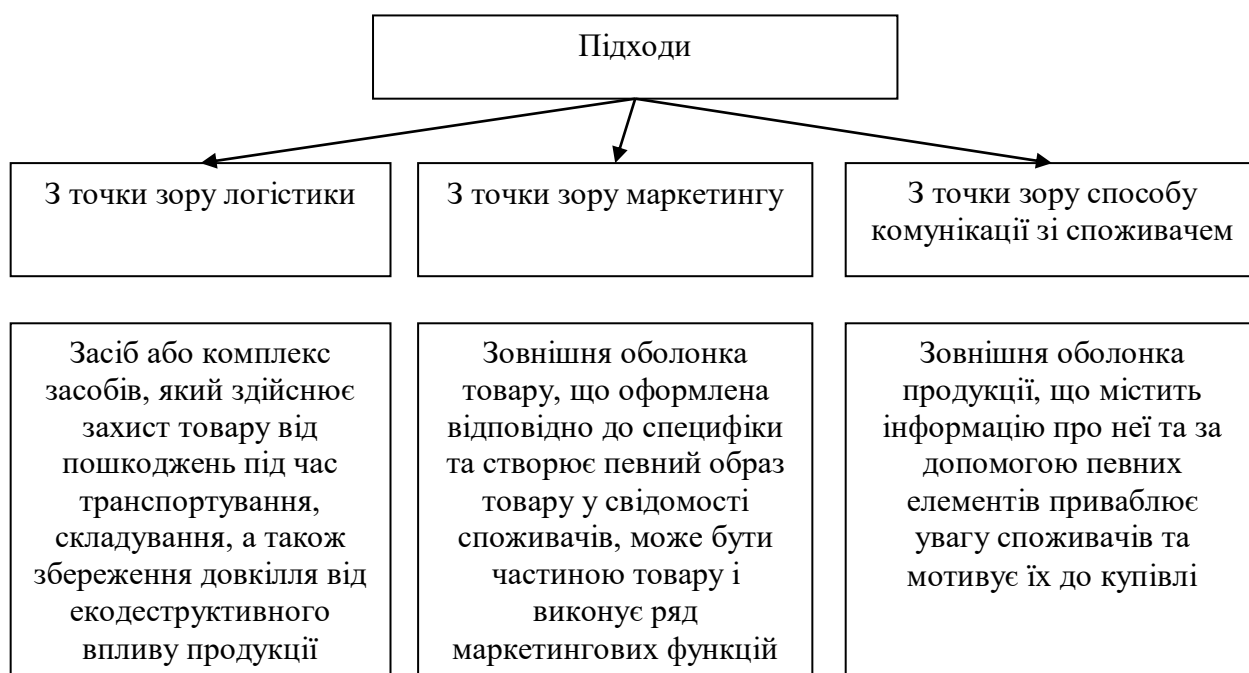 Підходи
З точки зору логістики
З точки зору маркетингу
З точки зору способу
комунікації зі споживачем
Засіб або комплекс
засобів, який здійснює
захист товару від
пошкоджень під час
транспортування,
складування, а також
збереження довкілля від
екодеструктивного
впливу продукції
Зовнішня оболонка
товару, що оформлена
відповідно до специфіки
та створює певний образ
товару у свідомості
споживачів, може бути
частиною товару і
виконує ряд
маркетингових функцій
Зовнішня оболонка
продукції, що містить
інформацію про неї та за
допомогою певних
елементів приваблює
увагу споживачів та
мотивує їх до купівлі